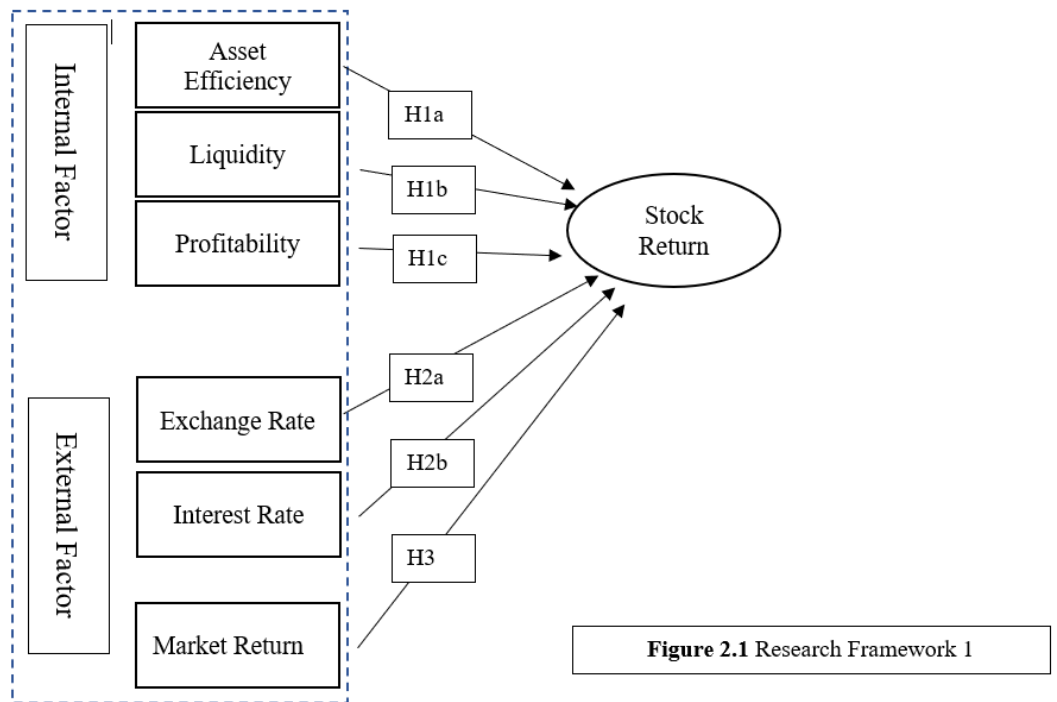 Internal Factor
Asset
Efficiency
H1a
Liquidity
H1b
Profitability
H1c
Stock
Return
External Factor
Exchange Rate
H2a
Interest Rate
H2b
Market Return
H3
Figure 2.1 Research Framework 1